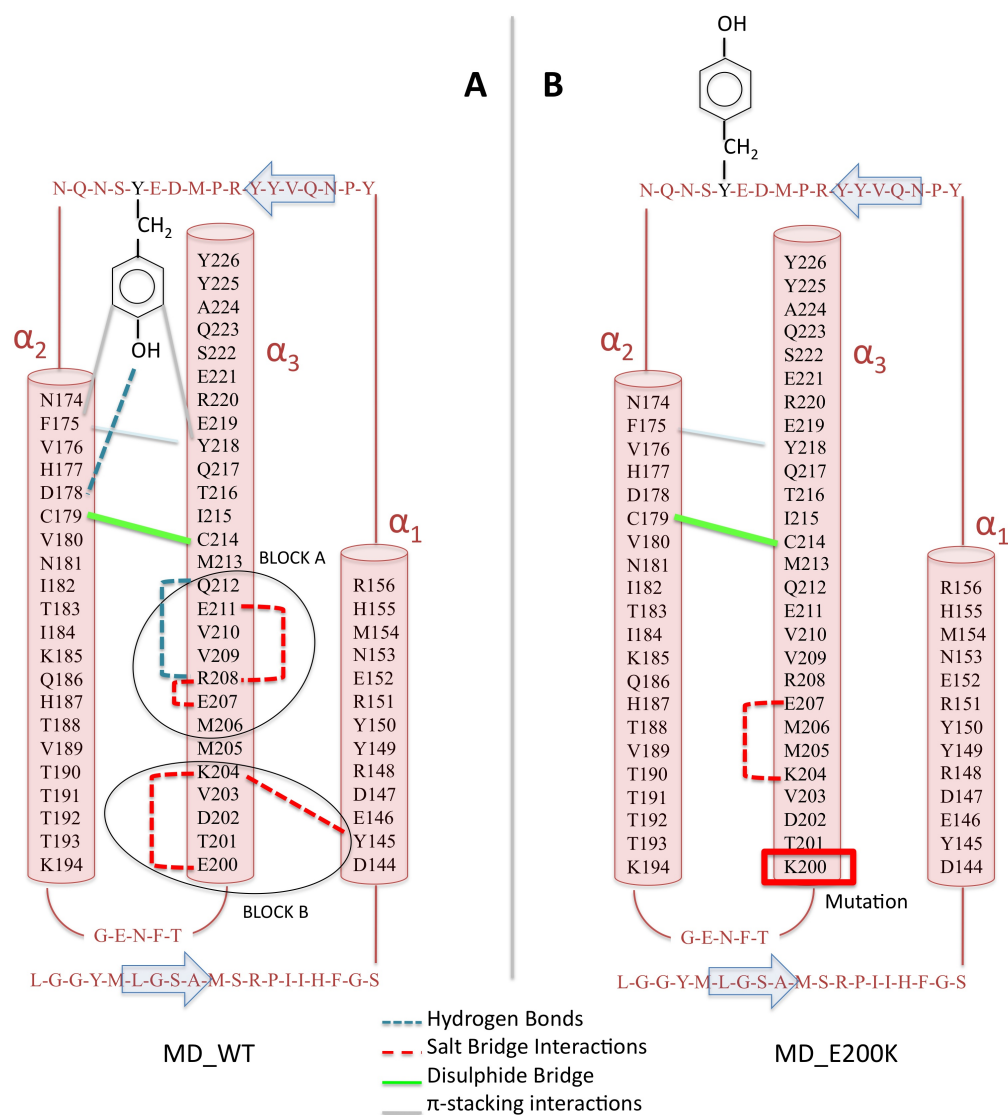 A
N-Q-N-S-Y-E-D-M-P-R-Y-Y-V-Q-N-P-Y
CH2
OH
α2
α3
α1
Y226
Y225
A224
Q223
S222
E221
R220
E219
Y218
Q217
T216
I215
C214
M213
Q212
E211
V210
V209
R208
E207
M206
M205
K204
V203
D202
T201
E200
N174
F175
V176
H177
D178
C179
V180
N181
I182
T183
I184
K185
Q186
H187
T188
V189
T190
T191
T192
T193
K194
R156
H155
M154
N153
E152
R151
Y150
Y149
R148
D147
E146
Y145
D144
BLOCK A
BLOCK B
G-E-N-F-T
L-G-G-Y-M-L-G-S-A-M-S-R-P-I-I-H-F-G-S
MD_WT
B
OH
CH2
N-Q-N-S-Y-E-D-M-P-R-Y-Y-V-Q-N-P-Y
α2
α3
α1
Y226
Y225
A224
Q223
S222
E221
R220
E219
Y218
Q217
T216
I215
C214
M213
Q212
E211
V210
V209
R208
E207
M206
M205
K204
V203
D202
T201
K200
N174
F175
V176
H177
D178
C179
V180
N181
I182
T183
I184
K185
Q186
H187
T188
V189
T190
T191
T192
T193
K194
R156
H155
M154
N153
E152
R151
Y150
Y149
R148
D147
E146
Y145
D144
Mutation
G-E-N-F-T
L-G-G-Y-M-L-G-S-A-M-S-R-P-I-I-H-F-G-S
MD_E200K
Hydrogen Bonds
Salt Bridge Interactions
Disulphide Bridge
π-stacking interactions